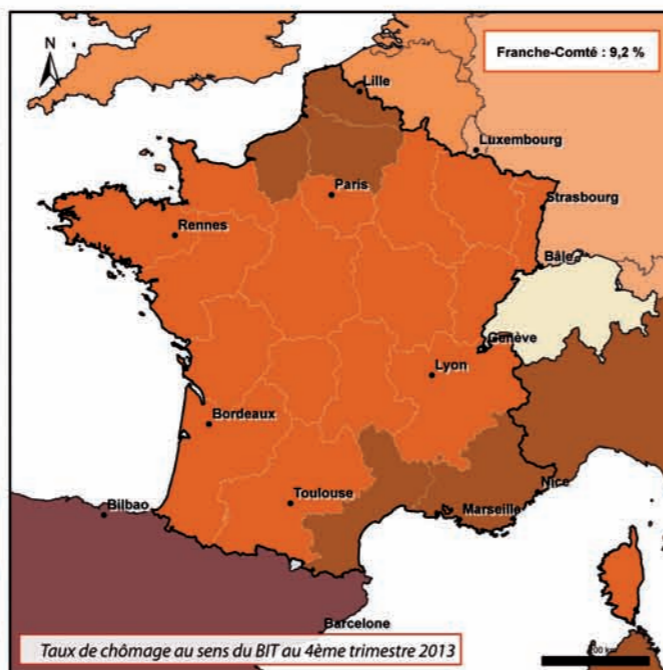 N
Franche-Comté : 9,2 %
Lille
Luxembourg
Paris
Strasbourg
Rennes
Bâle
Genève
Lyon
Bordeaux
Toulouse
Nice
Marseille
Bilbao
Barcelone
Taux de chômage au sens du BIT au 4ème trimestre 2013